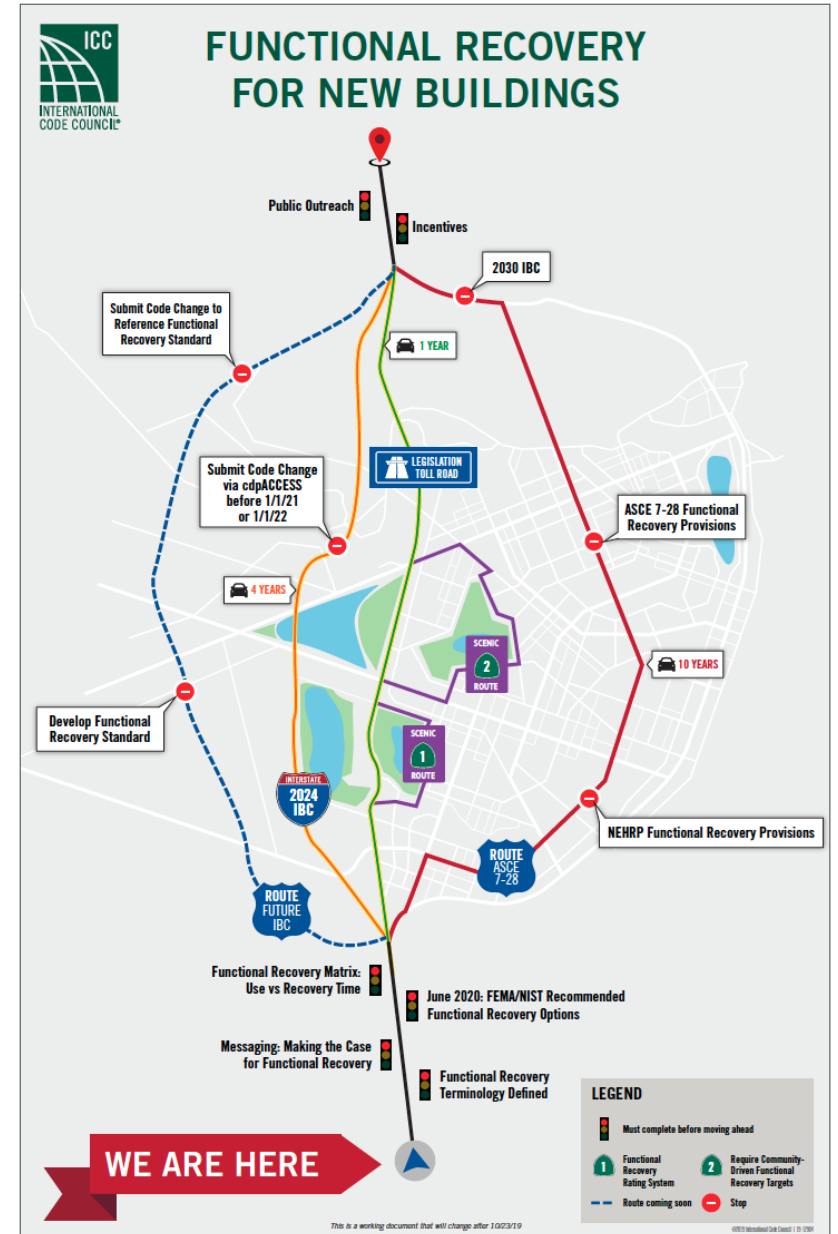 ICC
INTERNATIONAL
CODE COUNCIL®
FUNCTIONAL RECOVERY
FOR NEW BUILDINGS
Public Outreach
Incentives
2030 IBC
Submit Code Change to
Reference Functional
Recovery Standard
1 YEAR
LEGISLATION
TOLL ROAD
Submit Code Change
via cdpACCESS
before 1/1/21
or 1/1/22
ASCE 7-28 Functional
Recovery Provisions
4 YEARS
SCENIC
2
ROUTE
10 YEARS
Develop Functional
Recovery Standard
SCENIC
1
ROUTE
INTERSTATE
2024
IBC
NEHRP Functional Recovery Provisions
ROUTE
ASCE
7-28
ROUTE
FUTURE
IBC
Functional Recovery Matrix:
Use vs Recovery Time
June 2020: FEMA/NIST Recommended
Functional Recovery Options
Messaging: Making the Case
for Functional Recovery
Functional Recovery
Terminology Defined
WE ARE HERE
LEGEND
Must complete before moving ahead
1
Functional
Recovery
Rating System
2
Require Community-
Driven Functional
Recovery Targets
Route coming soon
Stop
This is a working document that will change after 10/23/19
International Code Council